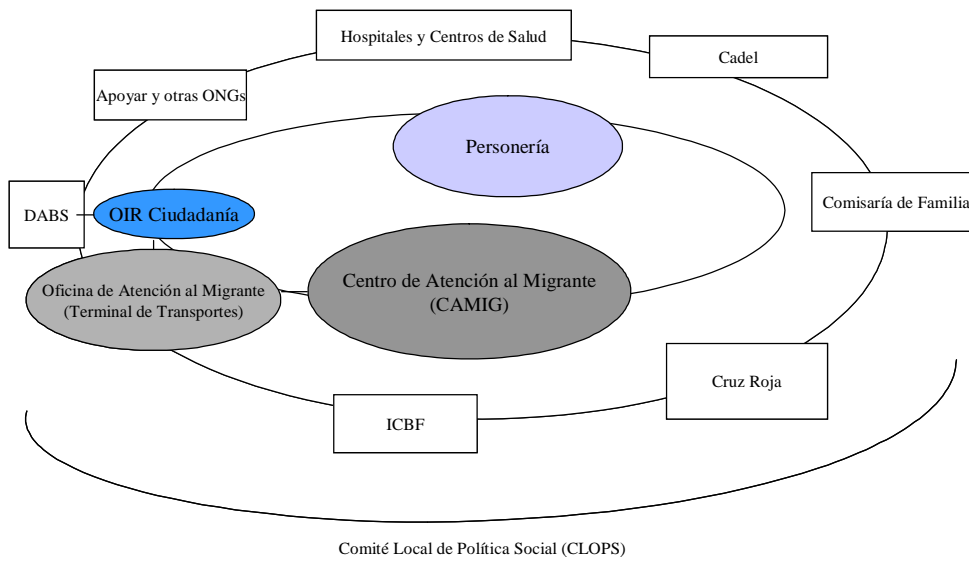 Hospitales y Centros de Salud
Cadel
Apoyar y otras ONGs
Personería
DABS
OIR Ciudadanía
Comisaría de Familia
Oficina de Atención al Migrante
(Terminal de Transportes)
Centro de Atención al Migrante
(CAMIG)
Cruz Roja
ICBF
Comité Local de Política Social (CLOPS)